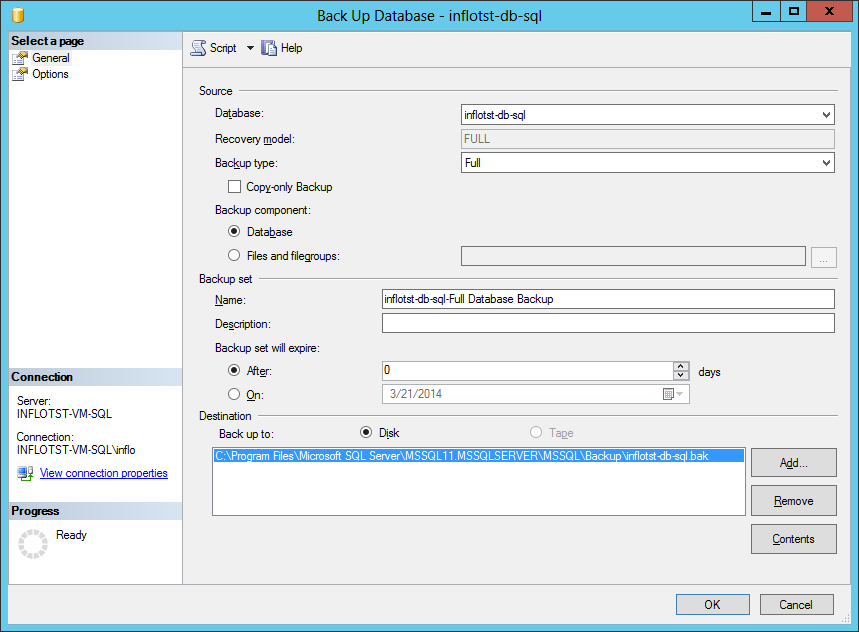 Back Up Database - inflotst-db-sql
Select a page
General
Options
Script
Help
Source
Database:
inflotst-db-sql
Recovery model:
FULL
Backup type:
Full
Copy-only Backup
Backup component:
Database
Files and filegroups:
...
Backup set
Name:
inflotst-db-sql-Full Database Backup
Description:
Backup set will expire:
After:
0
days
On:
3/21/2014
Destination
Back up to:
Disk
Tape
C:\Program Files\Microsoft SQL Server\MSSQL11.MSSQLSERVER\MSSQL\Backup\inflotst-db-sql.bak
Add...
Remove
Contents
Connection
Server:
INFLOTST-VM-SQL
Connection:
INFLOTST-VM-SQL\inflo
View connection properties
Progress
Ready
OK
Cancel